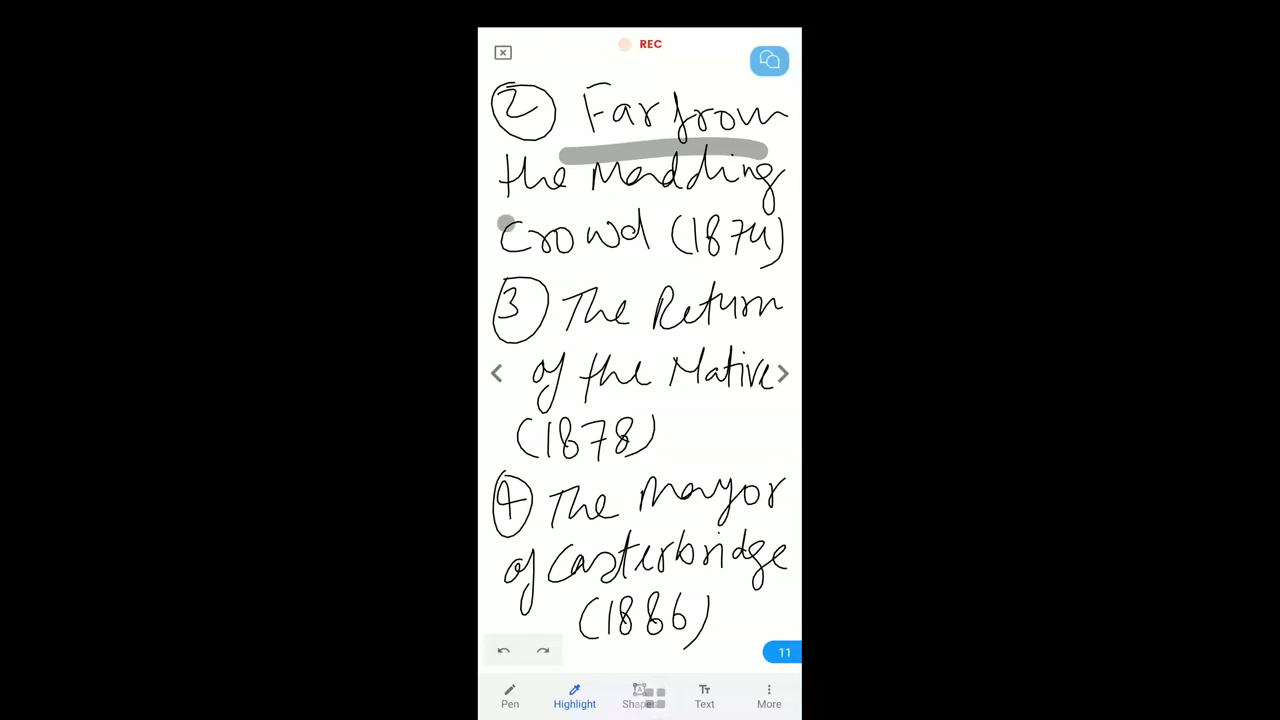 REC
2 Far from
the Madding
Crowd (1874)
3 The Return
of the Native
(1878)
4 The Mayor
of Casterbridge
(1886)
11
Pen Highlight Shapes Text More